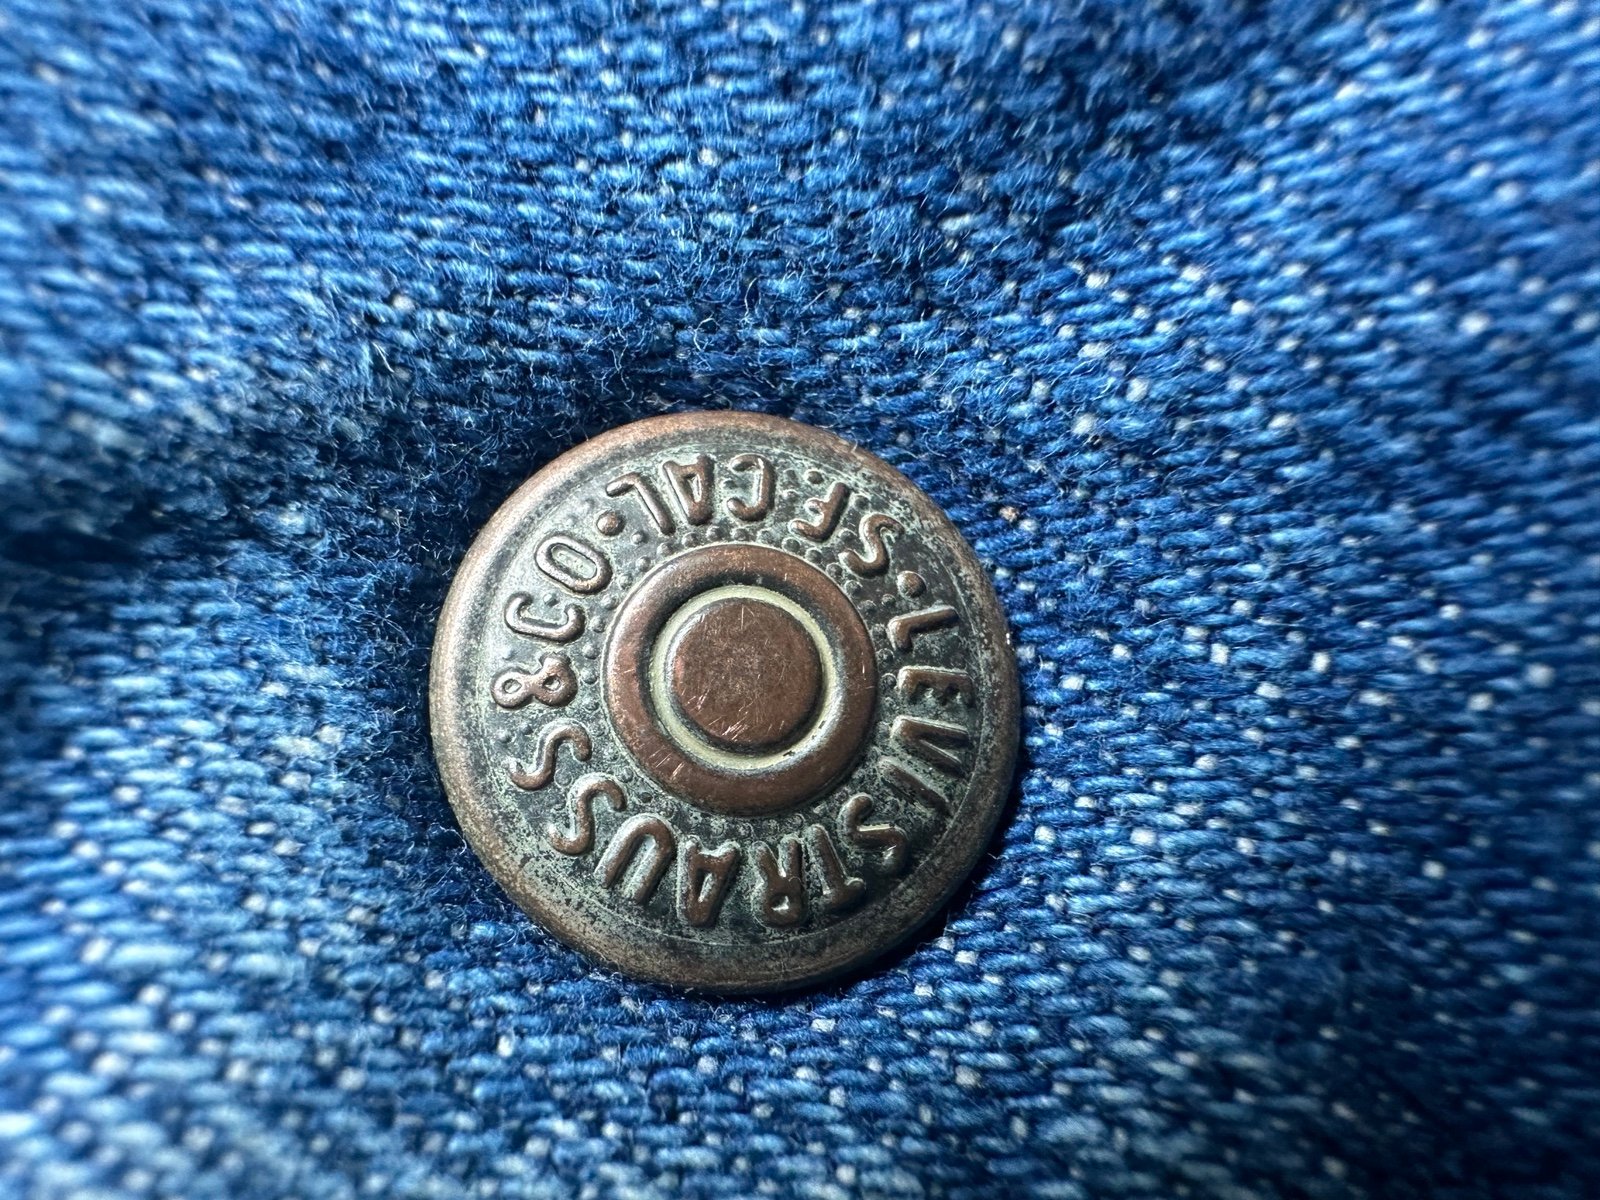 LEVI STRAUSS & CO. • S.F. CAL •